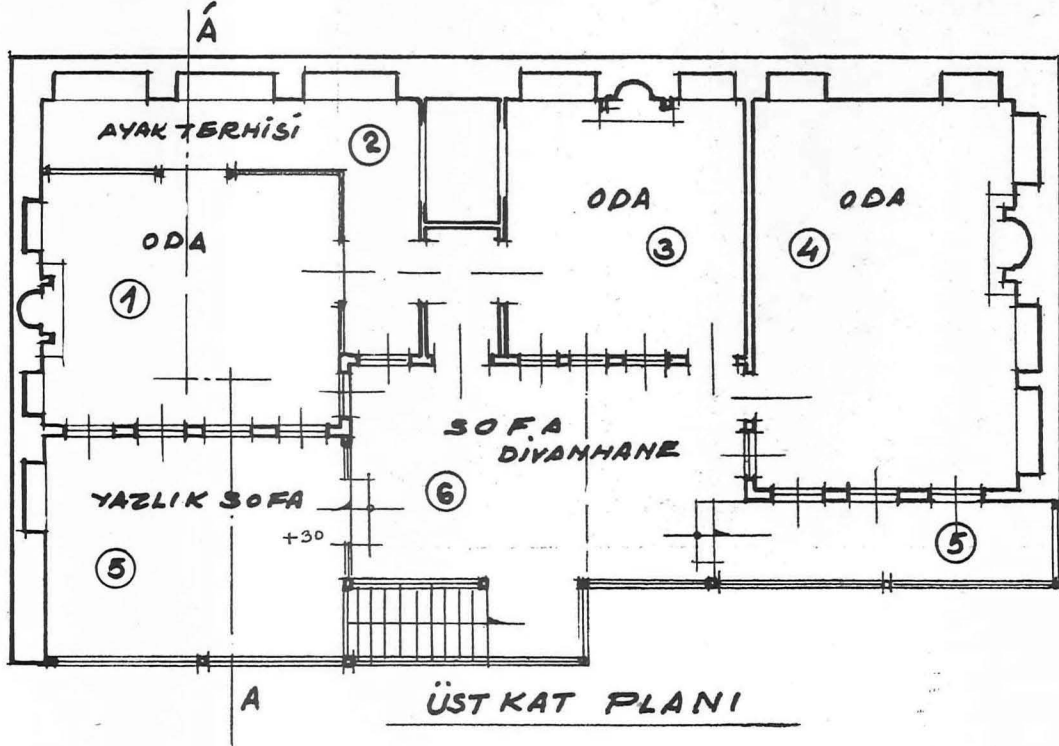 Á
AYAK TERHİSİ
2
ODA
ODA
ODA
3
4
1
SOFA
DİVANHANE
YAZLIK SOFA
6
+30
5
5
A
ÜST KAT PLANI